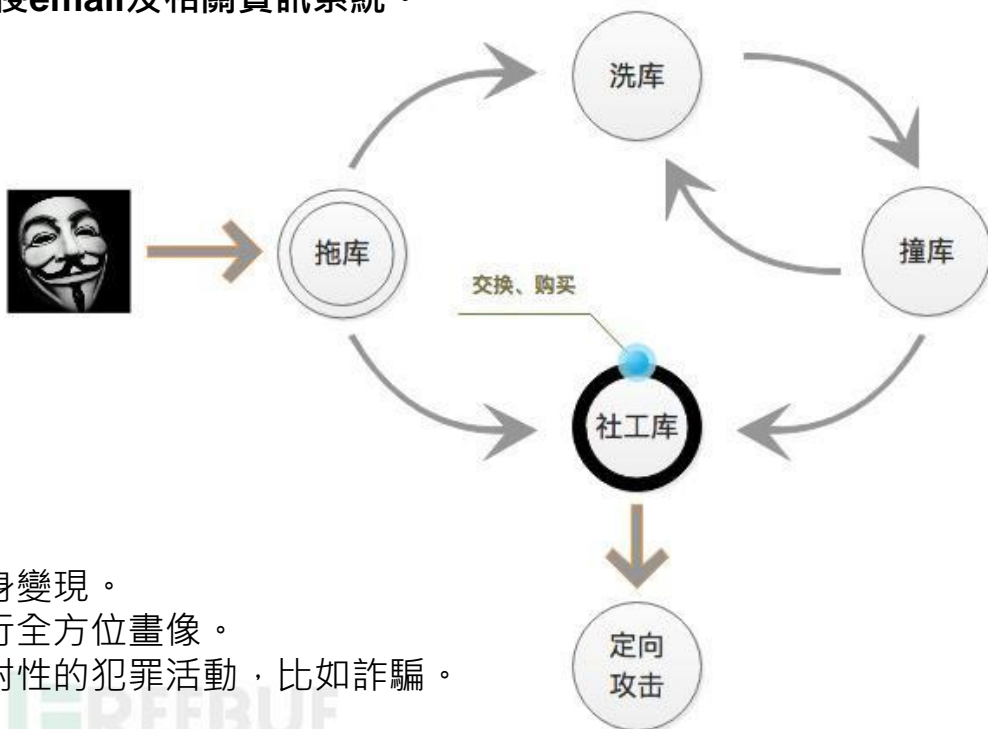 email及相關資訊系統。
洗库
拖库
撞库
交换、购买
社工库
身變現。
行全方位畫像。
對性的犯罪活動，比如詐騙。
定向
攻击
REEBUF